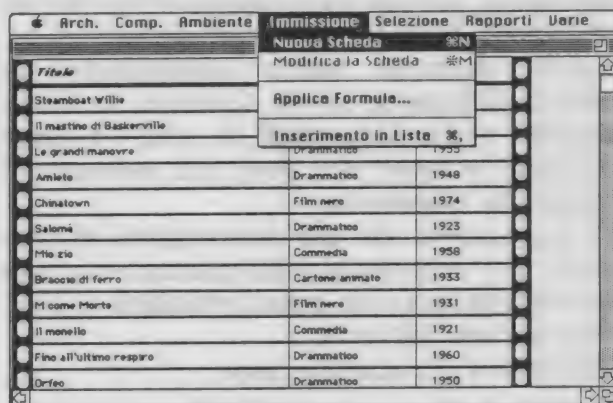 Arch. Comp. Ambiente Immissione Selezione Rapporti Varie
Nuova Scheda ⌘N
Modifica la Scheda ⌘M
Applica Formula...
Inserimento in Lista ⌘,
Titolo
Steamboat Willie
Il mastino di Baskerville
Le grandi manovre Drammatico 1955
Amleto Drammatico 1948
Chinatown Film nero 1974
Salomè Drammatico 1923
Mio zio Commedia 1958
Braccio di ferro Cartone animato 1933
M come Morte Film nero 1931
Il monello Commedia 1921
Fino all'ultimo respiro Drammatico 1960
Orfeo Drammatico 1950